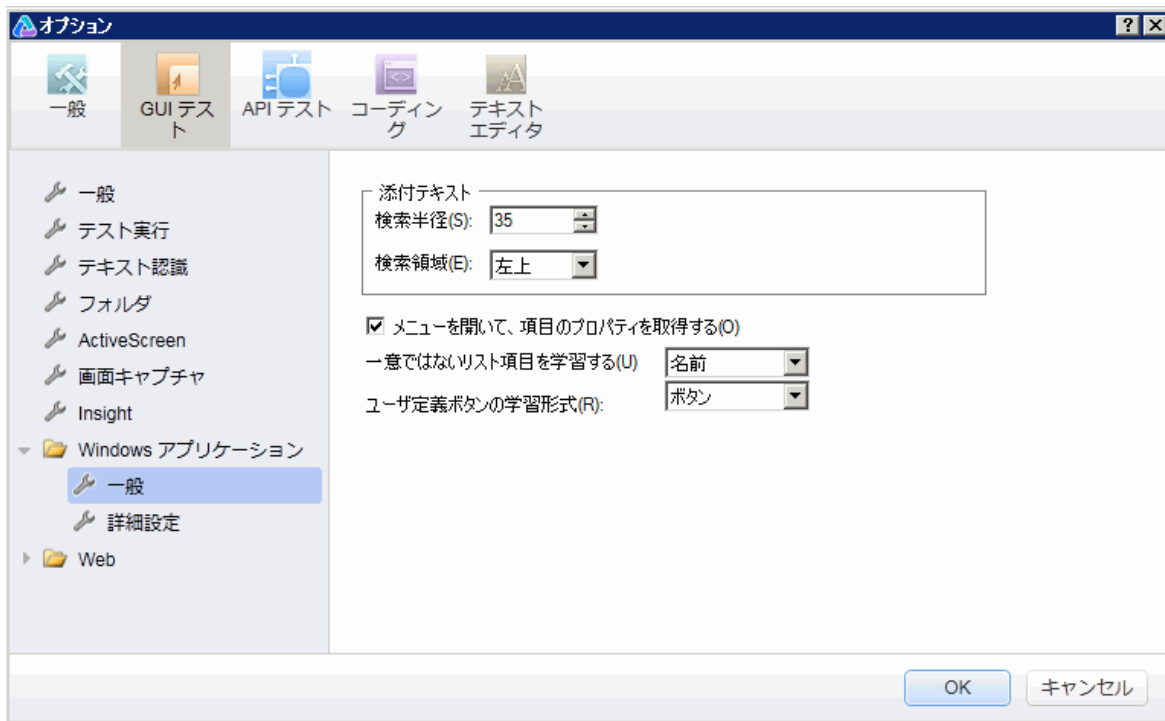 オプション
一般
GUI テス
ト
API テスト
コーディン
グ
テキスト
エディタ
一般
テスト実行
テキスト認識
フォルダ
ActiveScreen
画面キャプチャ
Insight
Windows アプリケーション
一般
詳細設定
Web
添付テキスト
検索半径(S): 35
検索領域(E): 左上
メニューを開いて、項目のプロパティを取得する(O)
一意ではないリスト項目を学習する(U) 名前
ユーザ定義ボタンの学習形式(R): ボタン
OK キャンセル